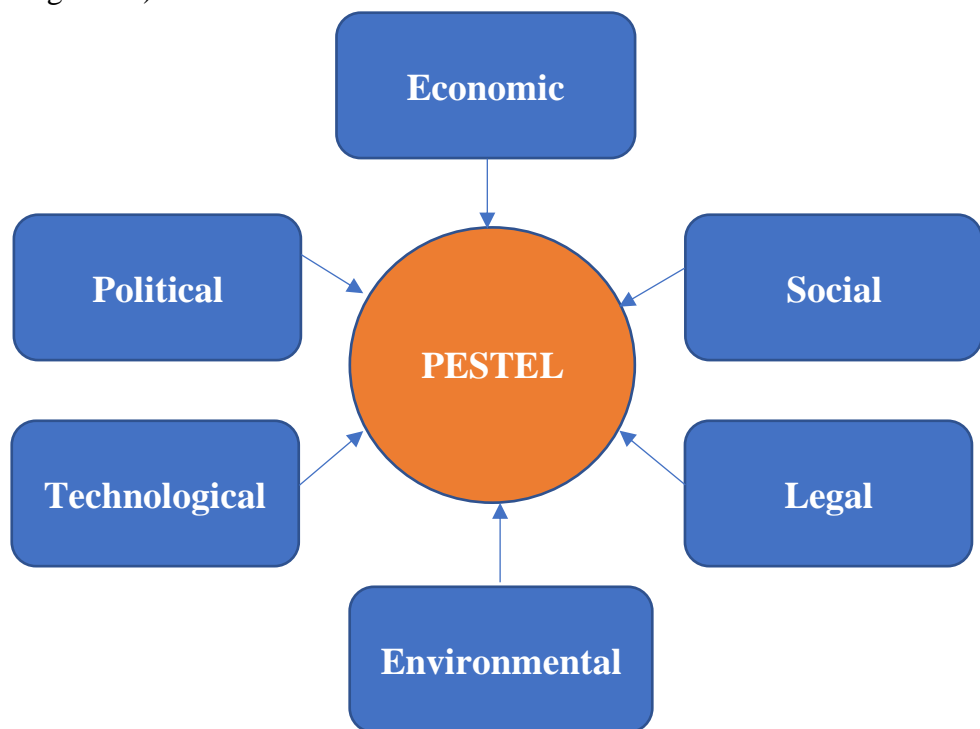 Economic
Political
Social
PESTEL
Technological
Legal
Environmental